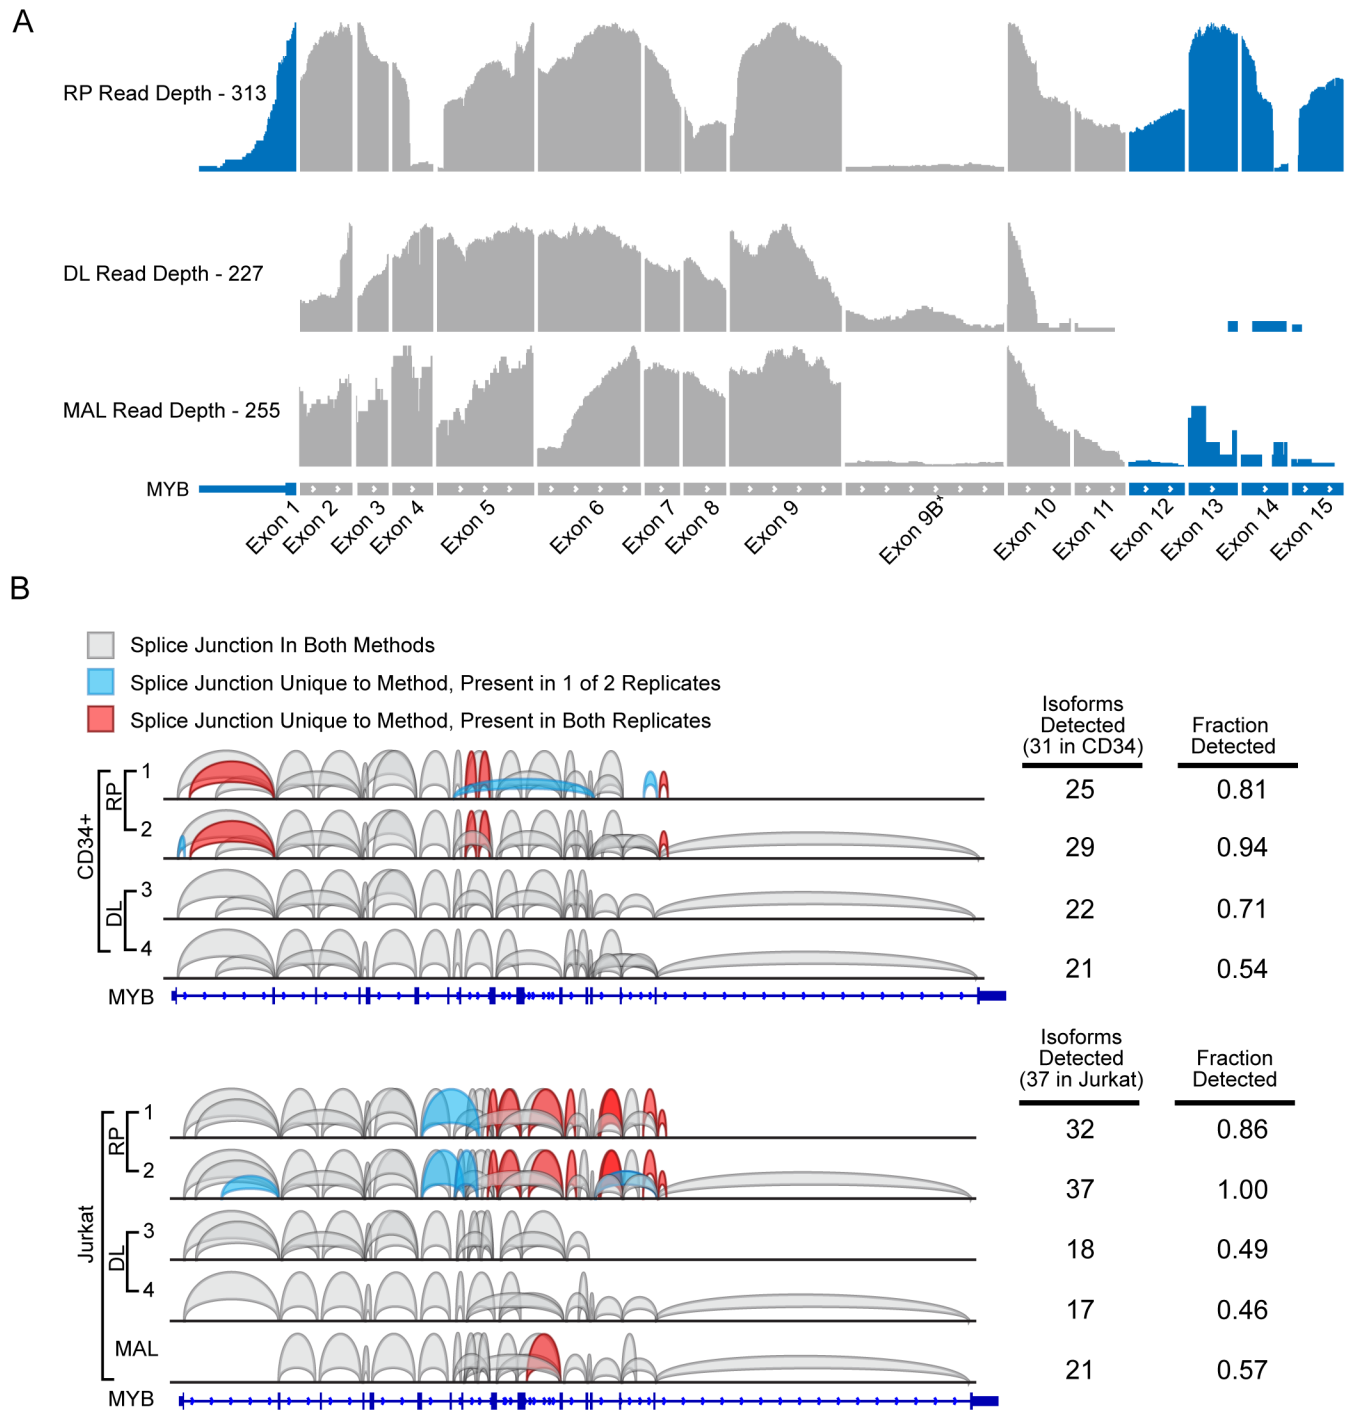 A
RP Read Depth - 313
DL Read Depth - 227
MAL Read Depth - 255
MYB
Exon 1
Exon 2
Exon 3
Exon 4
Exon 5
Exon 6
Exon 7
Exon 8
Exon 9
Exon 9B*
Exon 10
Exon 11
Exon 12
Exon 13
Exon 14
Exon 15
B
Splice Junction In Both Methods
Splice Junction Unique to Method, Present in 1 of 2 Replicates
Splice Junction Unique to Method, Present in Both Replicates
Isoforms
Detected
(31 in CD34)
Fraction
Detected
CD34+
RP
1
25 0.81
2
29 0.94
DL
3
22 0.71
4
21 0.54
MYB
Isoforms
Detected
(37 in Jurkat)
Fraction
Detected
Jurkat
RP
1
32 0.86
2
37 1.00
DL
3
18 0.49
4
17 0.46
MAL
21 0.57
MYB